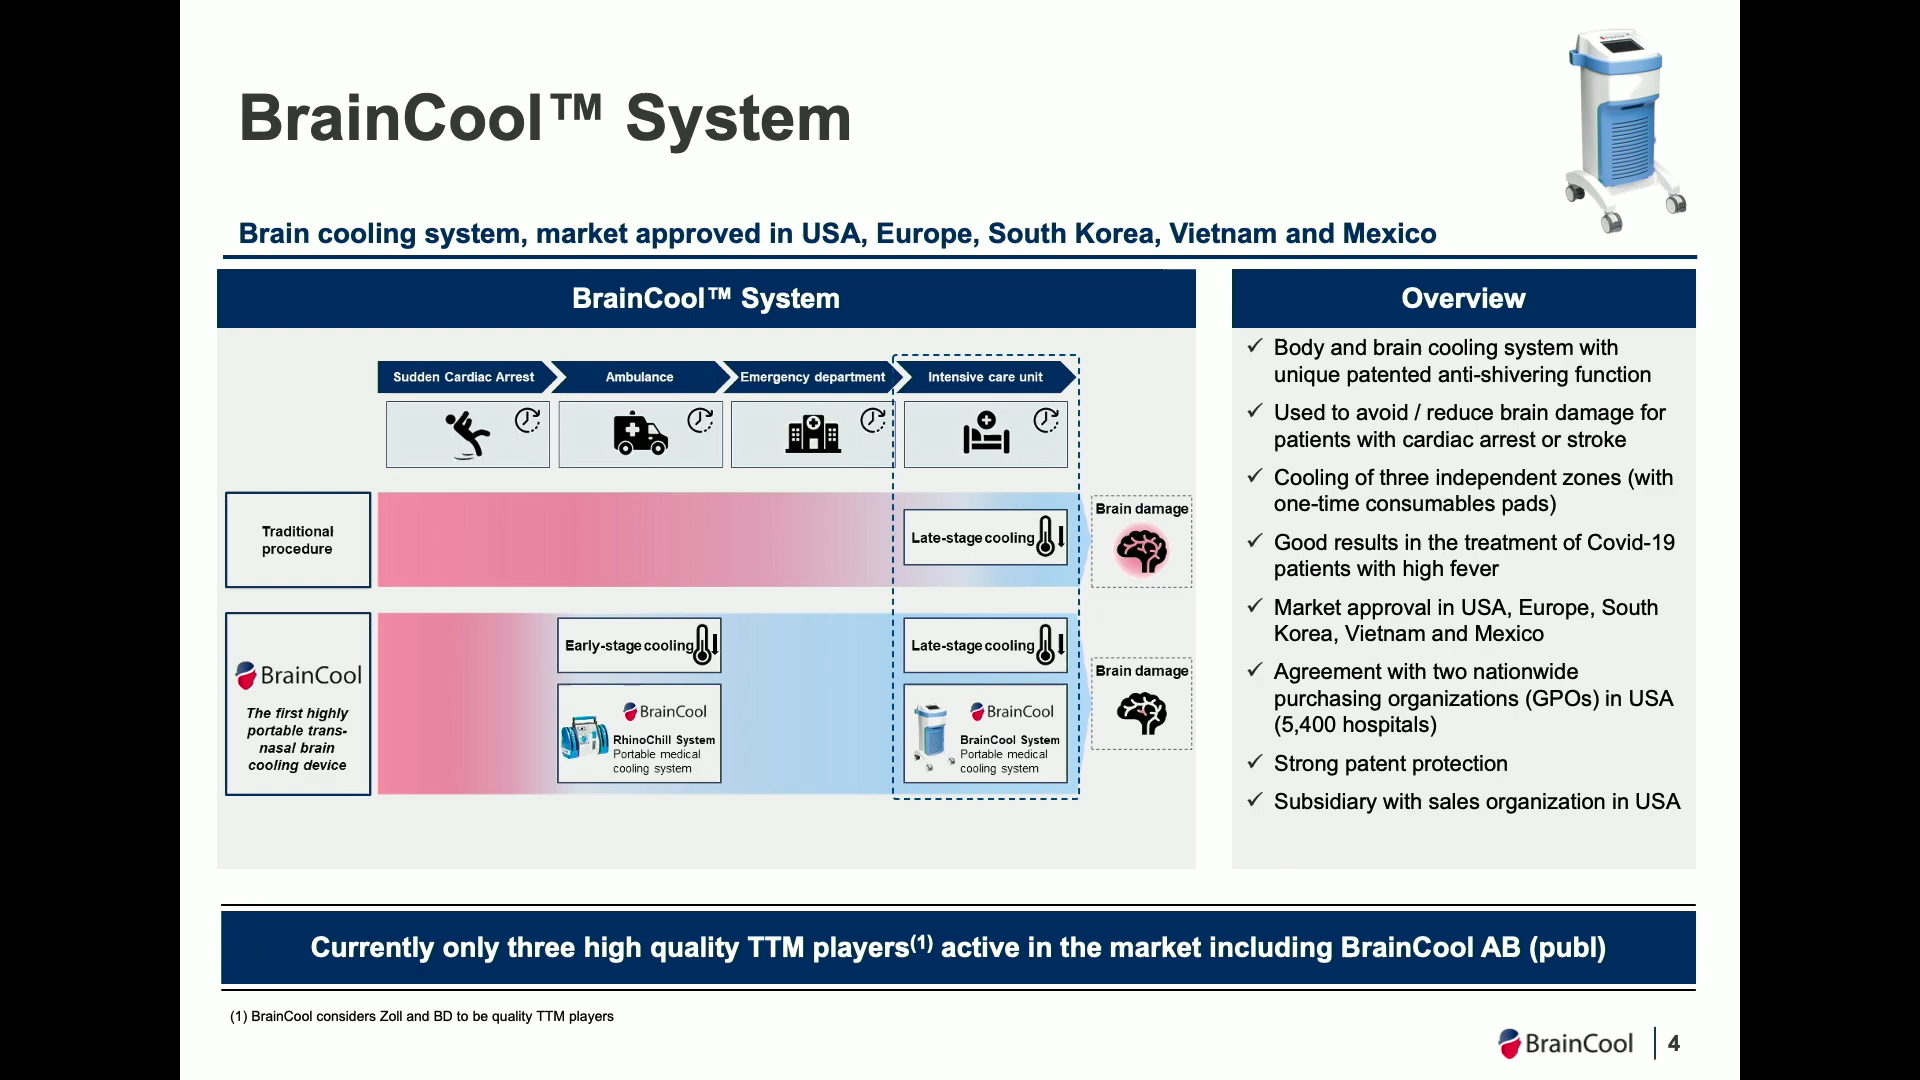 BrainCool™ System
Brain cooling system, market approved in USA, Europe, South Korea, Vietnam and Mexico
BrainCool™ System
Sudden Cardiac Arrest
Ambulance
Emergency department
Intensive care unit
Traditional
procedure
Late-stage cooling
Brain damage
BrainCool
The first highly
portable trans-
nasal brain
cooling device
Early-stage cooling
BrainCool
RhinoChill System
Portable medical
cooling system
Late-stage cooling
BrainCool
BrainCool System
Portable medical
cooling system
Brain damage
Overview
✓ Body and brain cooling system with
unique patented anti-shivering function
✓ Used to avoid / reduce brain damage for
patients with cardiac arrest or stroke
✓ Cooling of three independent zones (with
one-time consumables pads)
✓ Good results in the treatment of Covid-19
patients with high fever
✓ Market approval in USA, Europe, South
Korea, Vietnam and Mexico
✓ Agreement with two nationwide
purchasing organizations (GPOs) in USA
(5,400 hospitals)
✓ Strong patent protection
✓ Subsidiary with sales organization in USA
Currently only three high quality TTM players(1) active in the market including BrainCool AB (publ)
(1) BrainCool considers Zoll and BD to be quality TTM players
BrainCool
4